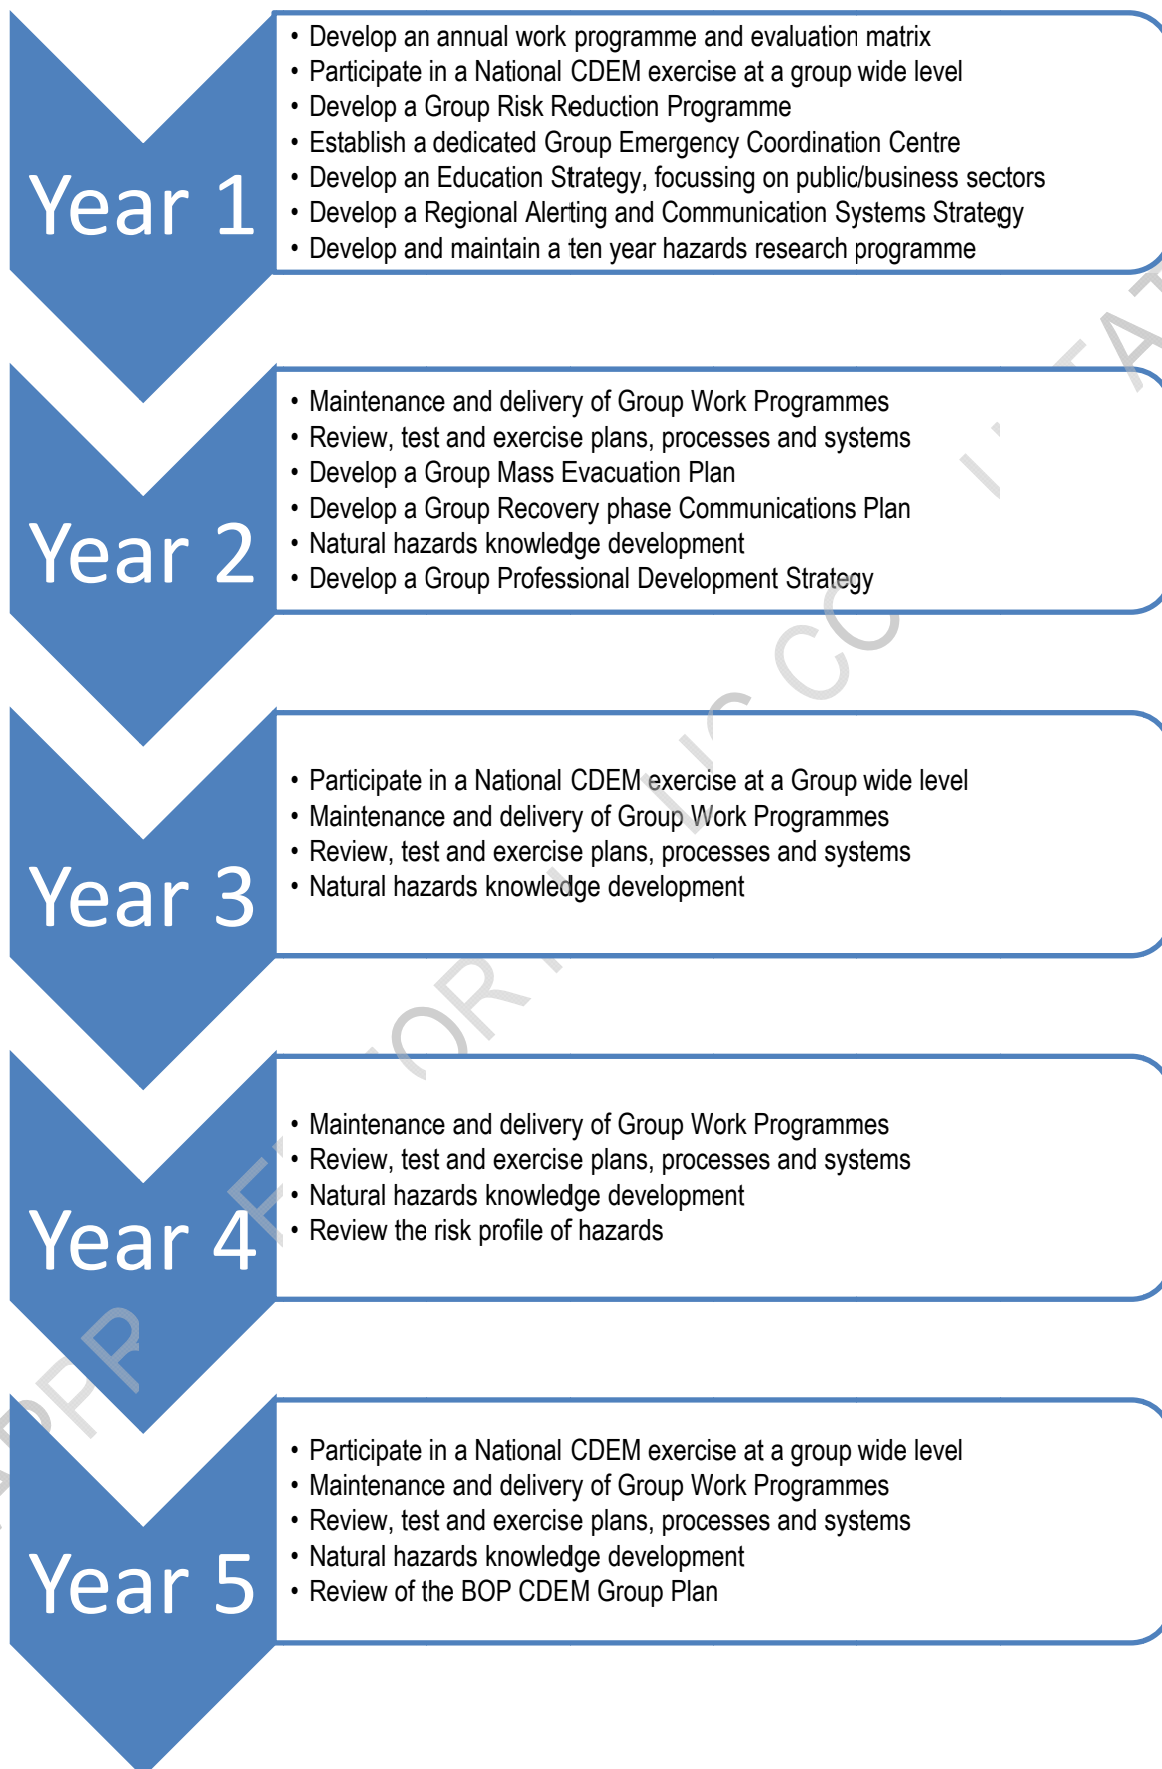 Year 1
• Develop an annual work programme and evaluation matrix
• Participate in a National CDEM exercise at a group wide level
• Develop a Group Risk Reduction Programme
• Establish a dedicated Group Emergency Coordination Centre
• Develop an Education Strategy, focussing on public/business sectors
• Develop a Regional Alerting and Communication Systems Strategy
• Develop and maintain a ten year hazards research programme
Year 2
• Maintenance and delivery of Group Work Programmes
• Review, test and exercise plans, processes and systems
• Develop a Group Mass Evacuation Plan
• Develop a Group Recovery phase Communications Plan
• Natural hazards knowledge development
• Develop a Group Professional Development Strategy
Year 3
• Participate in a National CDEM exercise at a Group wide level
• Maintenance and delivery of Group Work Programmes
• Review, test and exercise plans, processes and systems
• Natural hazards knowledge development
Year 4
• Maintenance and delivery of Group Work Programmes
• Review, test and exercise plans, processes and systems
• Natural hazards knowledge development
• Review the risk profile of hazards
Year 5
• Participate in a National CDEM exercise at a group wide level
• Maintenance and delivery of Group Work Programmes
• Review, test and exercise plans, processes and systems
• Natural hazards knowledge development
• Review of the BOP CDEM Group Plan